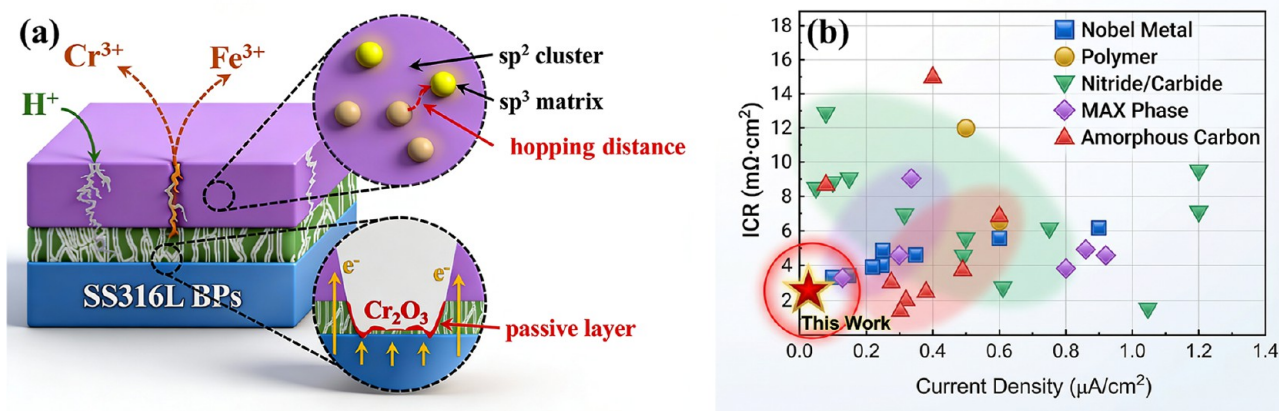 (a)
Cr3+
Fe3+
H+
sp2 cluster
sp3 matrix
hopping distance
SS316L BPs
e-
e-
Cr2O3
passive layer
(b)
Nobel Metal
Polymer
Nitride/Carbide
MAX Phase
Amorphous Carbon
ICR (mΩ·cm2)
18
16
14
12
10
8
6
4
2
This Work
0.0 0.2 0.4 0.6 0.8 1.0 1.2 1.4
Current Density (μA/cm2)